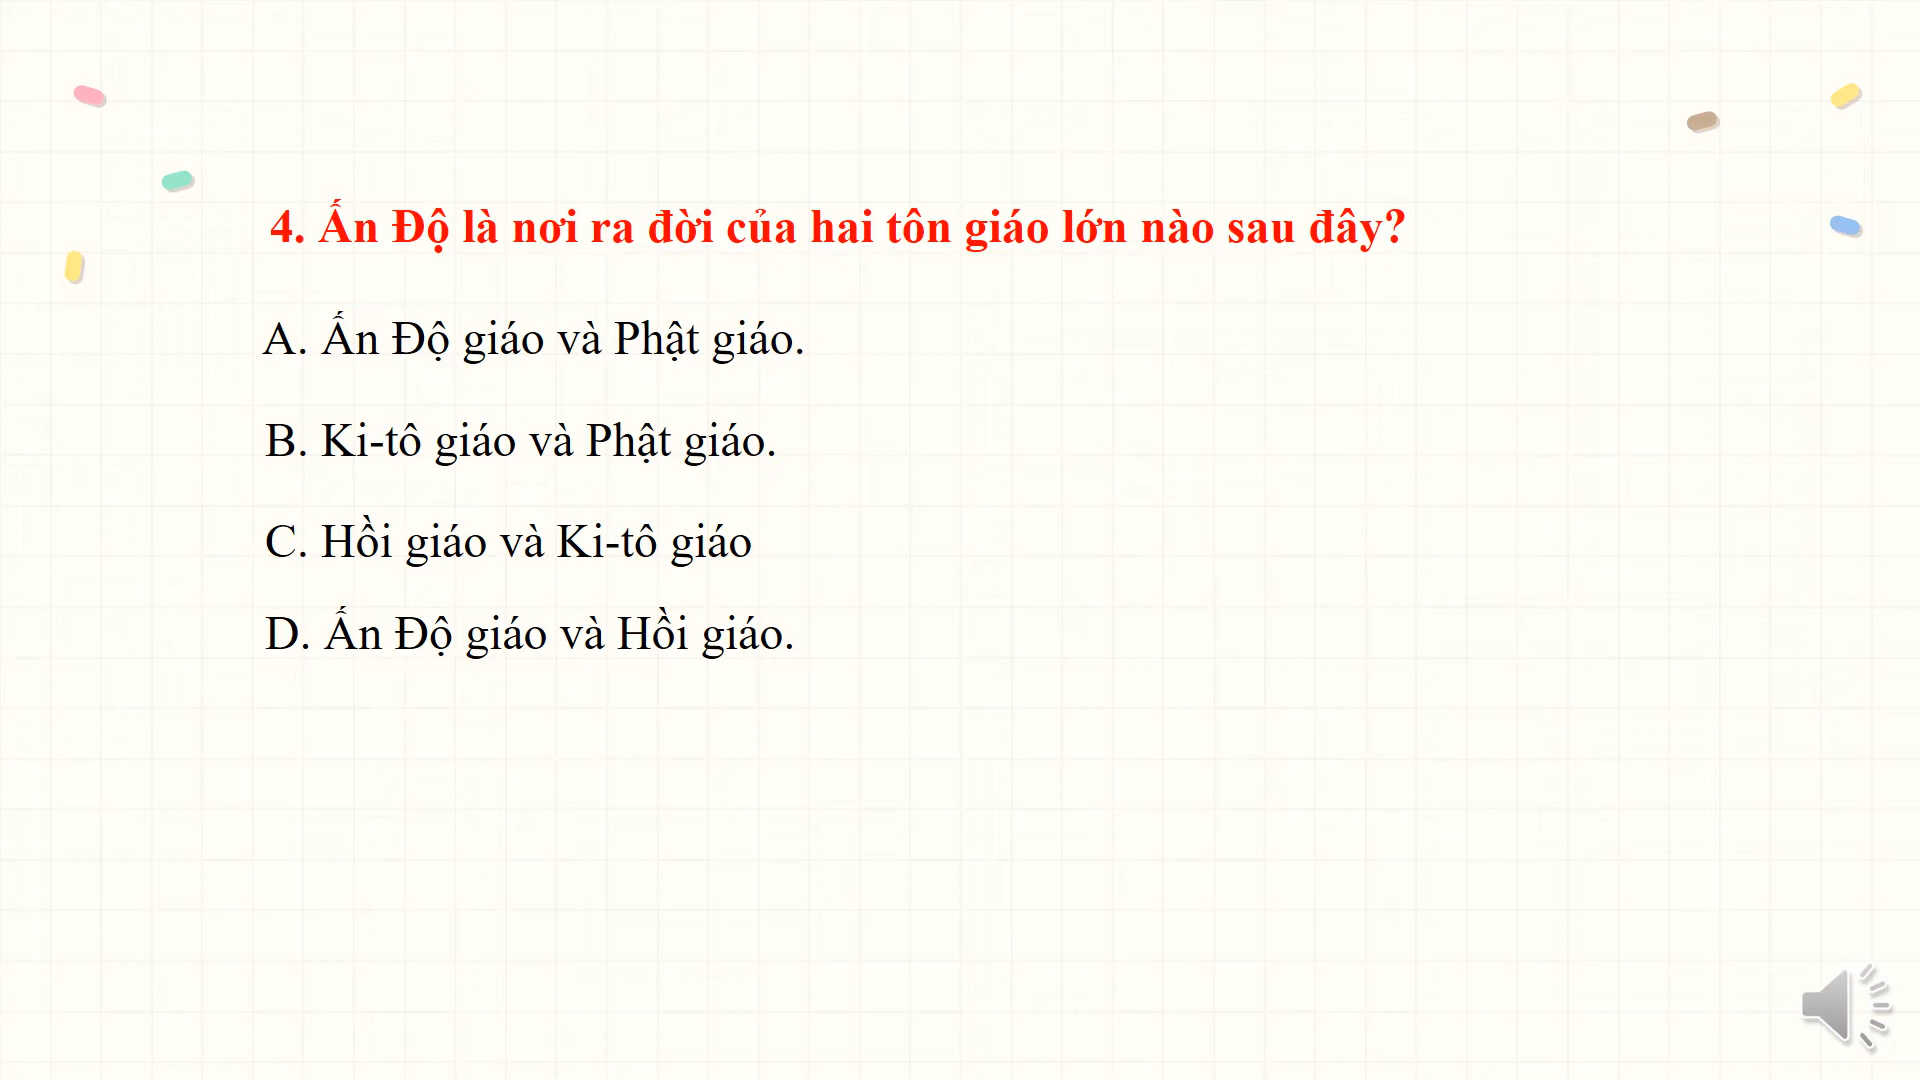 4. Ấn Độ là nơi ra đời của hai tôn giáo lớn nào sau đây?
A. Ấn Độ giáo và Phật giáo.
B. Ki-tô giáo và Phật giáo.
C. Hồi giáo và Ki-tô giáo
D. Ấn Độ giáo và Hồi giáo.